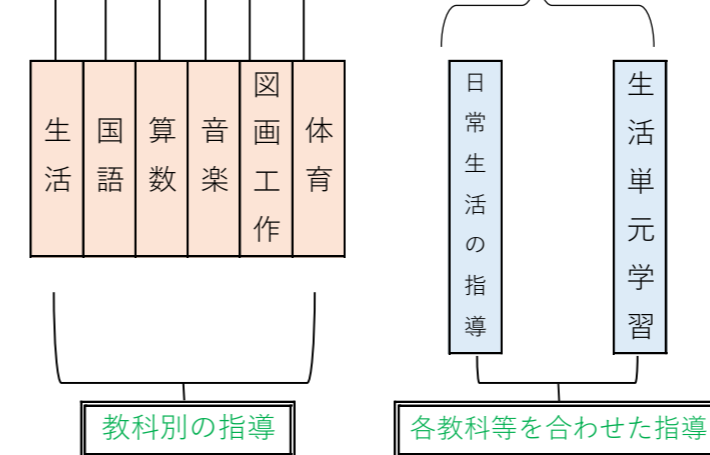 生活
国語
算数
音楽
図画工作
体育
日常生活の指導
生活単元学習
教科別の指導
各教科等を合わせた指導